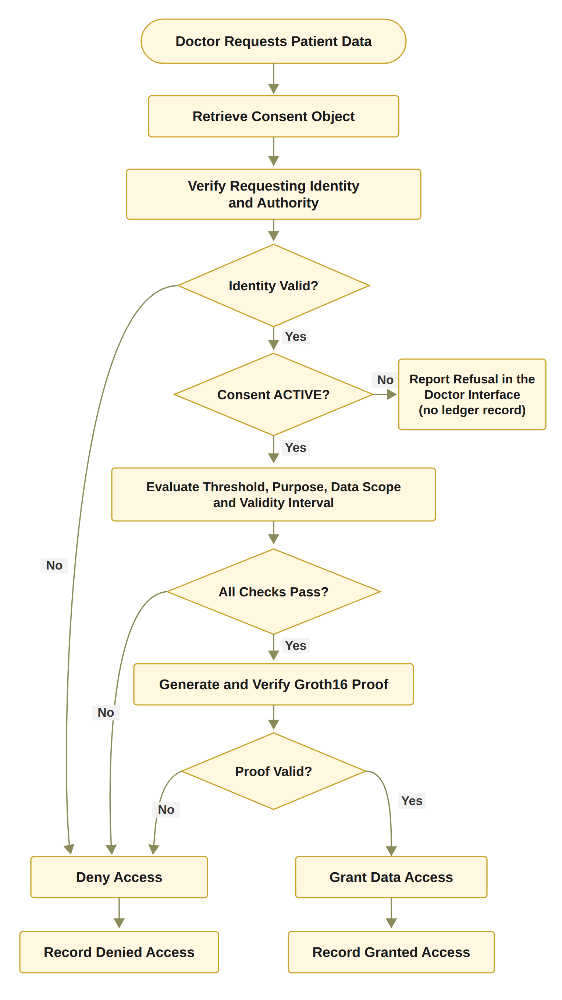 Doctor Requests Patient Data
Retrieve Consent Object
Verify Requesting Identity
and Authority
Identity Valid?
Yes
Consent ACTIVE?
No
Report Refusal in the
Doctor Interface
(no ledger record)
Yes
Evaluate Threshold, Purpose, Data Scope
and Validity Interval
No
All Checks Pass?
Yes
Generate and Verify Groth16 Proof
No
Proof Valid?
No
Yes
Deny Access
Grant Data Access
Record Denied Access
Record Granted Access